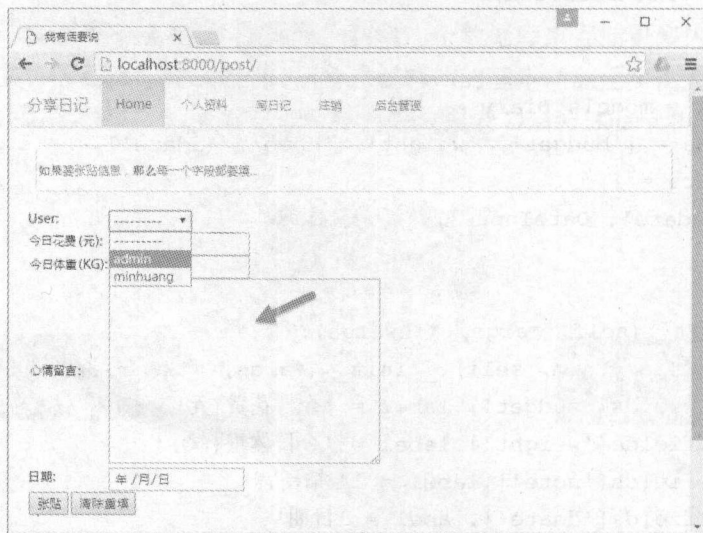 我有话要说
localhost:8000/post/
分享日记 Home 个人资料 写日记 注销 后台管理
如果要张贴信息，那么每一个字段都要填...
User: ---------
今日花费(元): ---------
admin
今日体重(KG):
minhuang
心情留言:
日期: 年 /月/日
张贴 清除重填